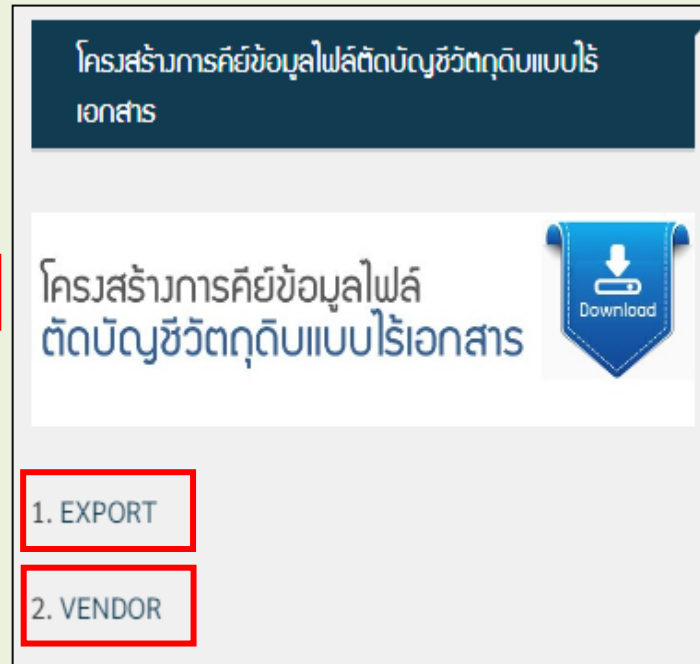 โครงสร้างการคีย์ข้อมูลไฟล์ตัดบัญชีวัตถุดิบแบบไร้
เอกสาร
โครงสร้างการคีย์ข้อมูลไฟล์
ตัดบัญชีวัตถุดิบแบบไร้เอกสาร
Download
1. EXPORT
2. VENDOR